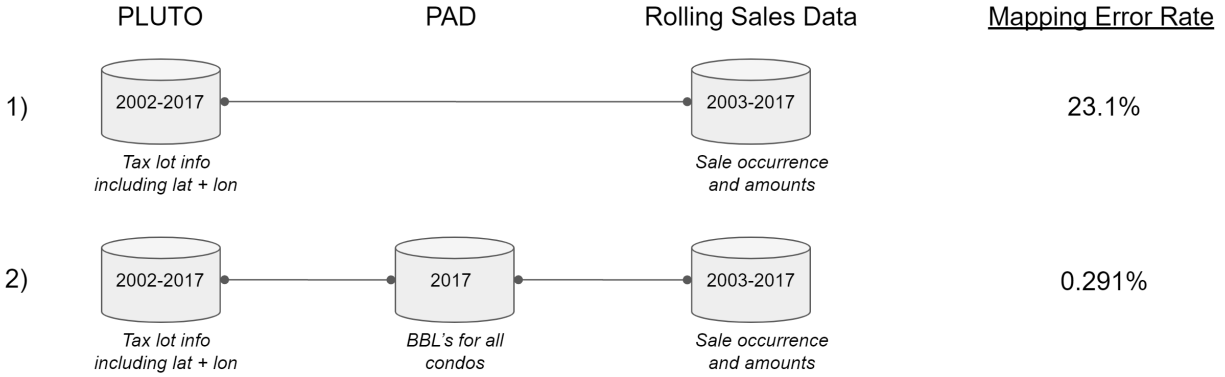 PLUTO PAD Rolling Sales Data Mapping Error Rate
1) 2002-2017 2003-2017 23.1%
Tax lot info Sale occurrence
including lat + lon and amounts
2) 2002-2017 2017 2003-2017 0.291%
Tax lot info BBL's for all Sale occurrence
including lat + lon condos and amounts